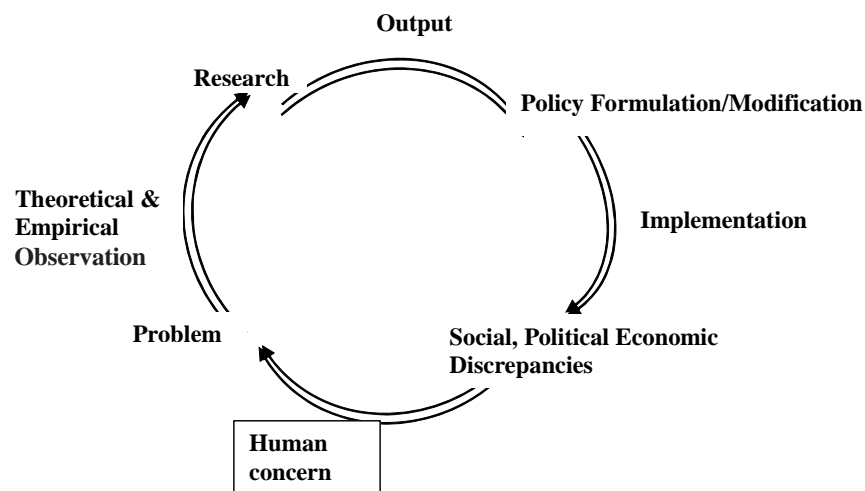 Output
Research
Policy Formulation/Modification
Theoretical &
Empirical
Observation
Implementation
Problem
Social, Political Economic
Discrepancies
Human
concern